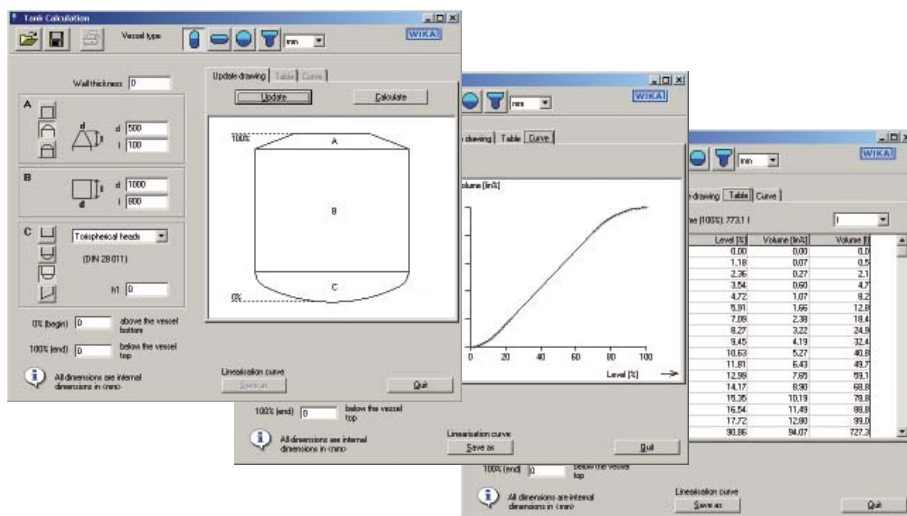 Tank Calculation
Vessel type
mm
WIKA
Wall thickness 0
Update drawing Table Curve
Update Calculate
A
d
l
d 500
l 100
100%
A
B
d
l
d 1000
l 800
B
C
Torispherical heads
(DIN 28 011)
h1 0
0%
C
0% (begin) 0 above the vessel
bottom
100% (end) 0 below the vessel
top
All dimensions are internal
dimensions in <mm>
Linearisation curve
Save as
Quit
mm
WIKA
drawing Table Curve
olume [lin%]
0 20 40 60 80 100
Level [%]
100% (end) 0 below the vessel
top
All dimensions are internal
dimensions in <mm>
Linearisation curve
Save as
Quit
mm
WIKA
drawing Table Curve
me (100%): 773.1 l
l
Level [%] Volume [lin%] Volume [l]
0,00 0,00 0,0
1,18 0,07 0,5
2,36 0,27 2,1
3,54 0,60 4,7
4,72 1,07 8,2
5,91 1,66 12,8
7,09 2,38 18,4
8,27 3,22 24,9
9,45 4,19 32,4
10,63 5,27 40,8
11,81 6,43 49,7
12,99 7,65 59,1
14,17 8,90 68,8
15,35 10,19 78,8
16,54 11,49 88,8
17,72 12,80 99,0
90,86 94,07 727,3
100% (end) 0 below the vessel
top
All dimensions are internal
dimensions in <mm>
Linearisation curve
Save as
Quit